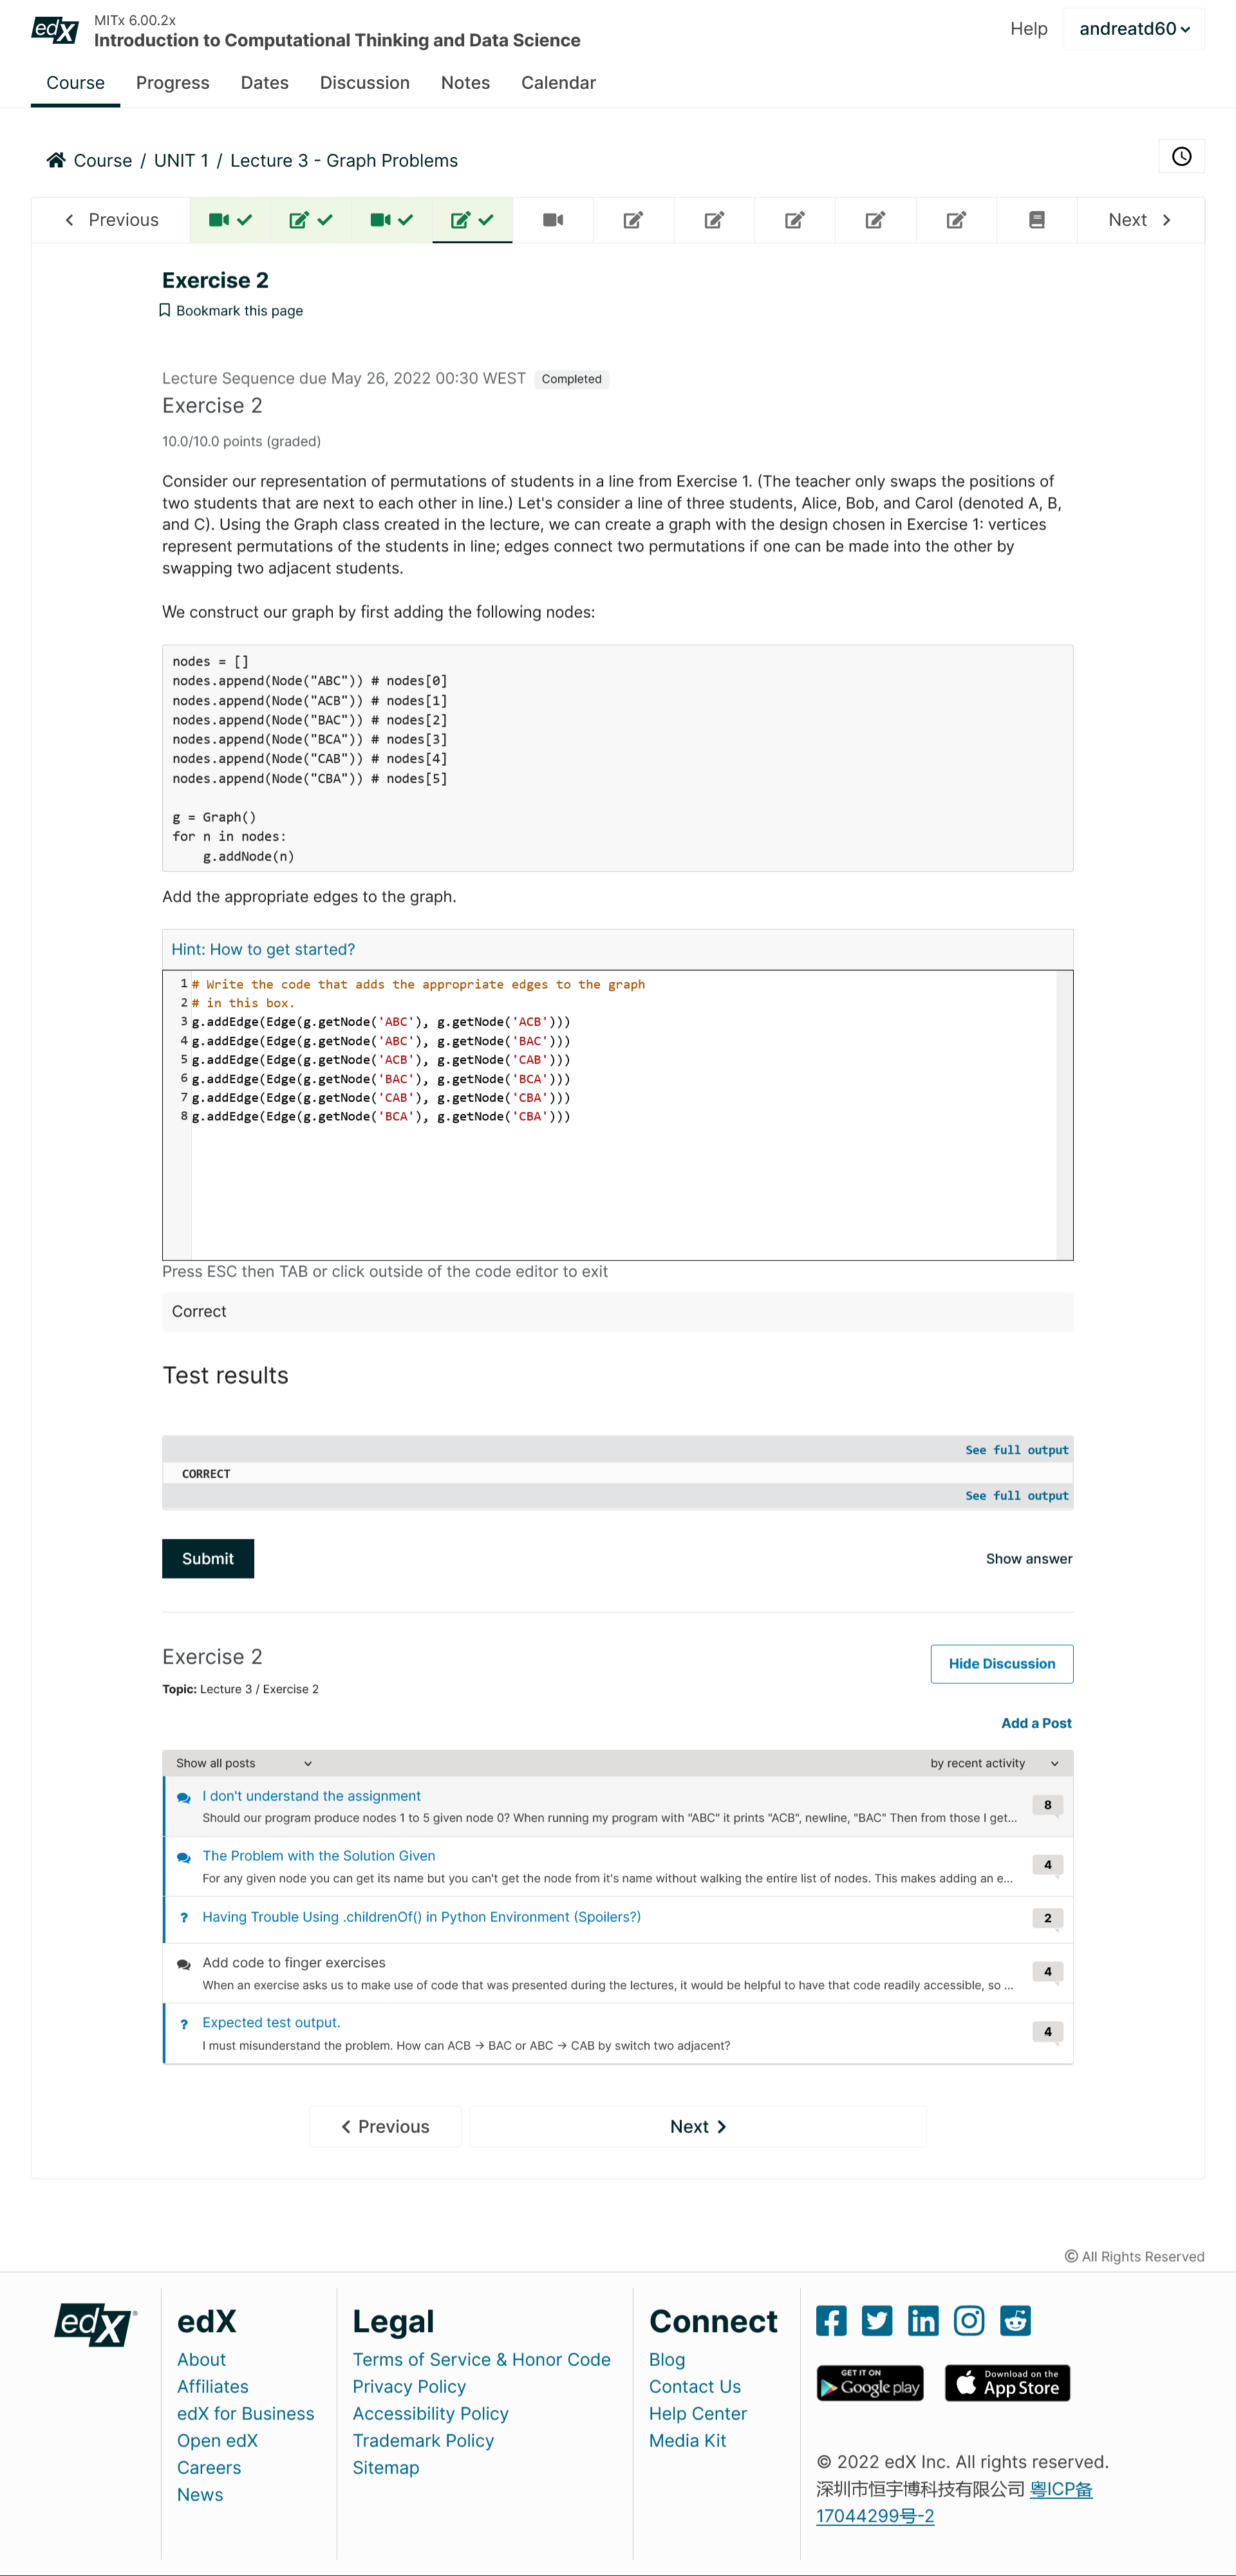 edX
MITx 6.00.2x
Introduction to Computational Thinking and Data Science
Help
andreatd60
Course
Progress
Dates
Discussion
Notes
Calendar
Course / UNIT 1 / Lecture 3 - Graph Problems
Previous
Next
Exercise 2
Bookmark this page
Lecture Sequence due May 26, 2022 00:30 WEST
Completed
Exercise 2
10.0/10.0 points (graded)
Consider our representation of permutations of students in a line from Exercise 1. (The teacher only swaps the positions of
two students that are next to each other in line.) Let's consider a line of three students, Alice, Bob, and Carol (denoted A, B,
and C). Using the Graph class created in the lecture, we can create a graph with the design chosen in Exercise 1: vertices
represent permutations of the students in line; edges connect two permutations if one can be made into the other by
swapping two adjacent students.
We construct our graph by first adding the following nodes:
nodes = []
nodes.append(Node("ABC")) # nodes[0]
nodes.append(Node("ACB")) # nodes[1]
nodes.append(Node("BAC")) # nodes[2]
nodes.append(Node("BCA")) # nodes[3]
nodes.append(Node("CAB")) # nodes[4]
nodes.append(Node("CBA")) # nodes[5]
g = Graph()
for n in nodes:
    g.addNode(n)
Add the appropriate edges to the graph.
Hint: How to get started?
1 # Write the code that adds the appropriate edges to the graph
2 # in this box.
3 g.addEdge(Edge(g.getNode('ABC'), g.getNode('ACB')))
4 g.addEdge(Edge(g.getNode('ABC'), g.getNode('BAC')))
5 g.addEdge(Edge(g.getNode('ACB'), g.getNode('CAB')))
6 g.addEdge(Edge(g.getNode('BAC'), g.getNode('BCA')))
7 g.addEdge(Edge(g.getNode('CAB'), g.getNode('CBA')))
8 g.addEdge(Edge(g.getNode('BCA'), g.getNode('CBA')))
Press ESC then TAB or click outside of the code editor to exit
Correct
Test results
See full output
CORRECT
See full output
Submit
Show answer
Exercise 2
Hide Discussion
Topic: Lecture 3 / Exercise 2
Add a Post
Show all posts
by recent activity
I don't understand the assignment
8
Should our program produce nodes 1 to 5 given node 0? When running my program with "ABC" it prints "ACB", newline, "BAC" Then from those I get...
The Problem with the Solution Given
4
For any given node you can get its name but you can't get the node from it's name without walking the entire list of nodes. This makes adding an e...
? Having Trouble Using .childrenOf() in Python Environment (Spoilers?)
2
Add code to finger exercises
4
When an exercise asks us to make use of code that was presented during the lectures, it would be helpful to have that code readily accessible, so ...
? Expected test output.
4
I must misunderstand the problem. How can ACB → BAC or ABC → CAB by switch two adjacent?
Previous
Next
© All Rights Reserved
edX®
edX
About
Affiliates
edX for Business
Open edX
Careers
News
Legal
Terms of Service & Honor Code
Privacy Policy
Accessibility Policy
Trademark Policy
Sitemap
Connect
Blog
Contact Us
Help Center
Media Kit
GET IT ON
Google play
Download on the
App Store
© 2022 edX Inc. All rights reserved.
深圳市恒宇博科技有限公司 粤ICP备
17044299号-2